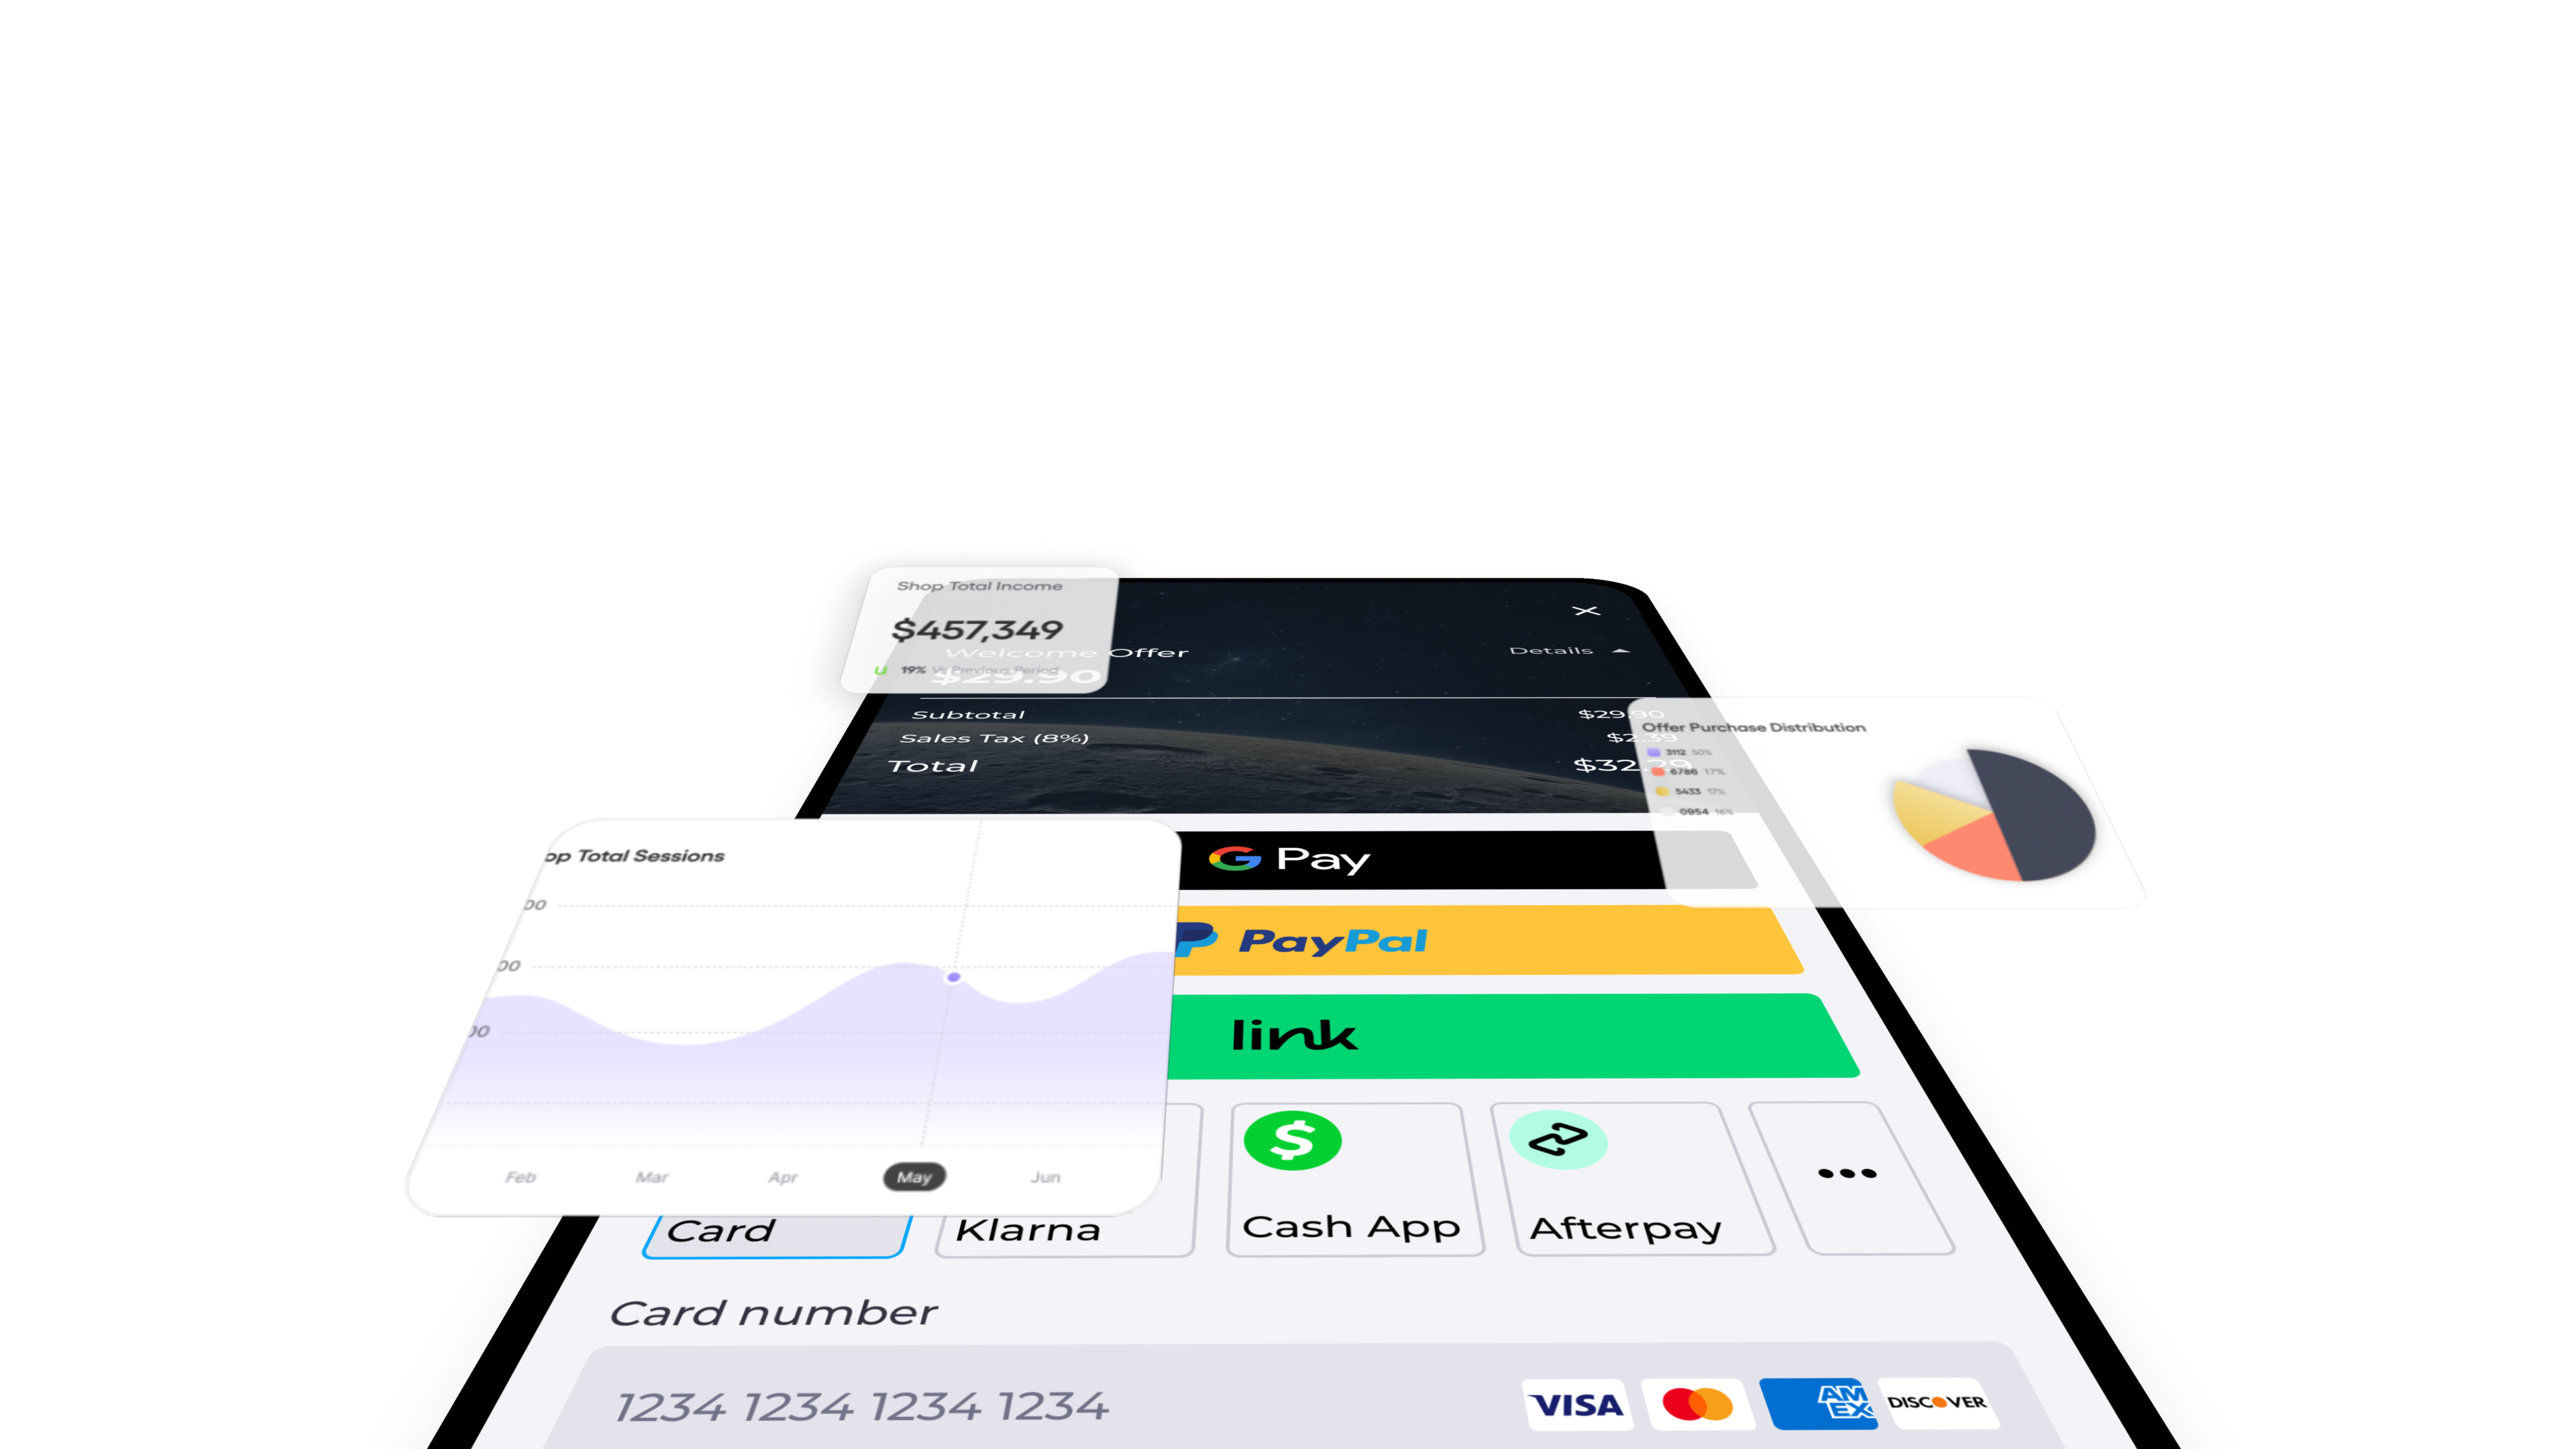 Shop Total Income
$457,349
19% Vs Previous Period
Welcome Offer
Details
$29.90
Subtotal
$29.90
Sales Tax (8%)
$2.39
Total
$32.29
Offer Purchase Distribution
3112 50%
6786 17%
5433 17%
0954 16%
op Total Sessions
00
00
00
Feb Mar Apr May Jun
G Pay
PayPal
link
Card
Klarna
Cash App
Afterpay
Card number
1234 1234 1234 1234
VISA
AM
EX
DISCOVER